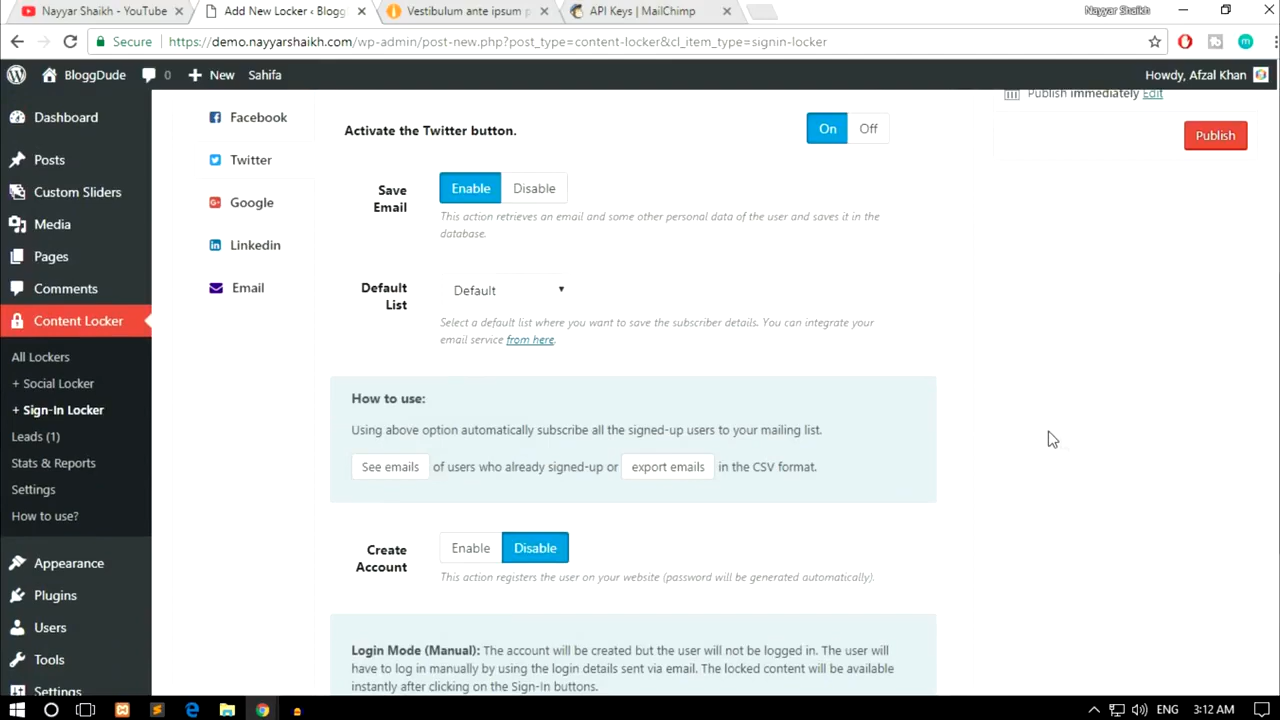 Nayyar Shaikh - YouTube
Add New Locker ‹ Blogg
Vestibulum ante ipsum p
API Keys | MailChimp
Nayyar Shaikh
Secure
https://demo.nayyarshaikh.com/wp-admin/post-new.php?post_type=content-locker&cl_item_type=signin-locker
BloggDude
0
New
Sahifa
Howdy, Afzal Khan
Dashboard
Posts
Custom Sliders
Media
Pages
Comments
Content Locker
All Lockers
+ Social Locker
+ Sign-In Locker
Leads (1)
Stats & Reports
Settings
How to use?
Appearance
Plugins
Users
Tools
Settings
Facebook
Twitter
Google
Linkedin
Email
Activate the Twitter button.
On
Off
Save
Email
Enable
Disable
This action retrieves an email and some other personal data of the user and saves it in the
database.
Default
List
Default
Select a default list where you want to save the subscriber details. You can integrate your
email service from here.
How to use:
Using above option automatically subscribe all the signed-up users to your mailing list.
See emails of users who already signed-up or export emails in the CSV format.
Create
Account
Enable
Disable
This action registers the user on your website (password will be generated automatically).
Login Mode (Manual): The account will be created but the user will not be logged in. The user will
have to log in manually by using the login details sent via email. The locked content will be available
instantly after clicking on the Sign-In buttons.
Publish immediately Edit
Publish
ENG
3:12 AM